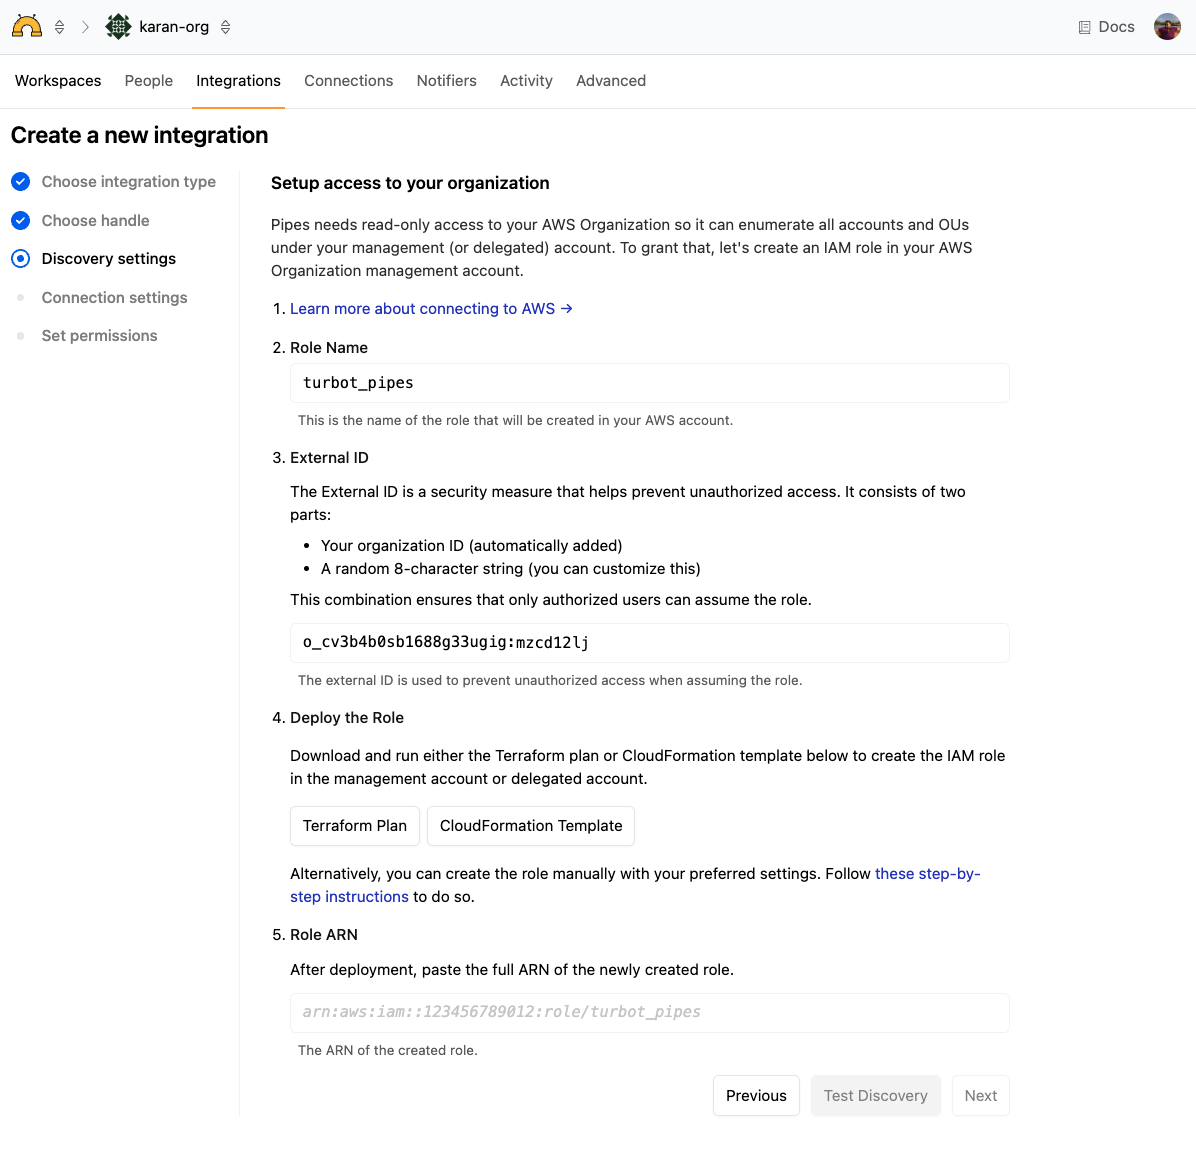 karan-org
Docs
Workspaces People Integrations Connections Notifiers Activity Advanced
Create a new integration
Choose integration type
Choose handle
Discovery settings
Connection settings
Set permissions
Setup access to your organization
Pipes needs read-only access to your AWS Organization so it can enumerate all accounts and OUs
under your management (or delegated) account. To grant that, let's create an IAM role in your AWS
Organization management account.
1. Learn more about connecting to AWS →
2. Role Name
turbot_pipes
This is the name of the role that will be created in your AWS account.
3. External ID
The External ID is a security measure that helps prevent unauthorized access. It consists of two
parts:
• Your organization ID (automatically added)
• A random 8-character string (you can customize this)
This combination ensures that only authorized users can assume the role.
o_cv3b4b0sb1688g33ugig:mzcd12lj
The external ID is used to prevent unauthorized access when assuming the role.
4. Deploy the Role
Download and run either the Terraform plan or CloudFormation template below to create the IAM role
in the management account or delegated account.
Terraform Plan CloudFormation Template
Alternatively, you can create the role manually with your preferred settings. Follow these step-by-
step instructions to do so.
5. Role ARN
After deployment, paste the full ARN of the newly created role.
arn:aws:iam::123456789012:role/turbot_pipes
The ARN of the created role.
Previous Test Discovery Next